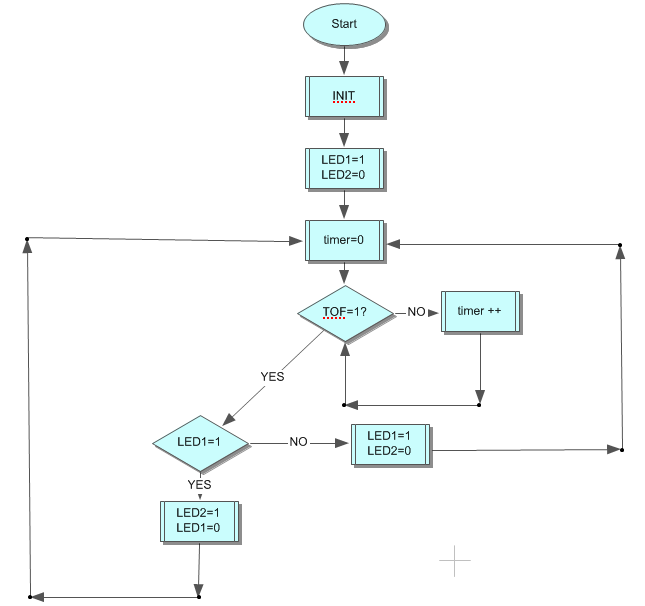 Start
INIT
LED1=1
LED2=0
timer=0
TOF=1?
NO
timer ++
YES
LED1=1
NO
LED1=1
LED2=0
YES
LED2=1
LED1=0